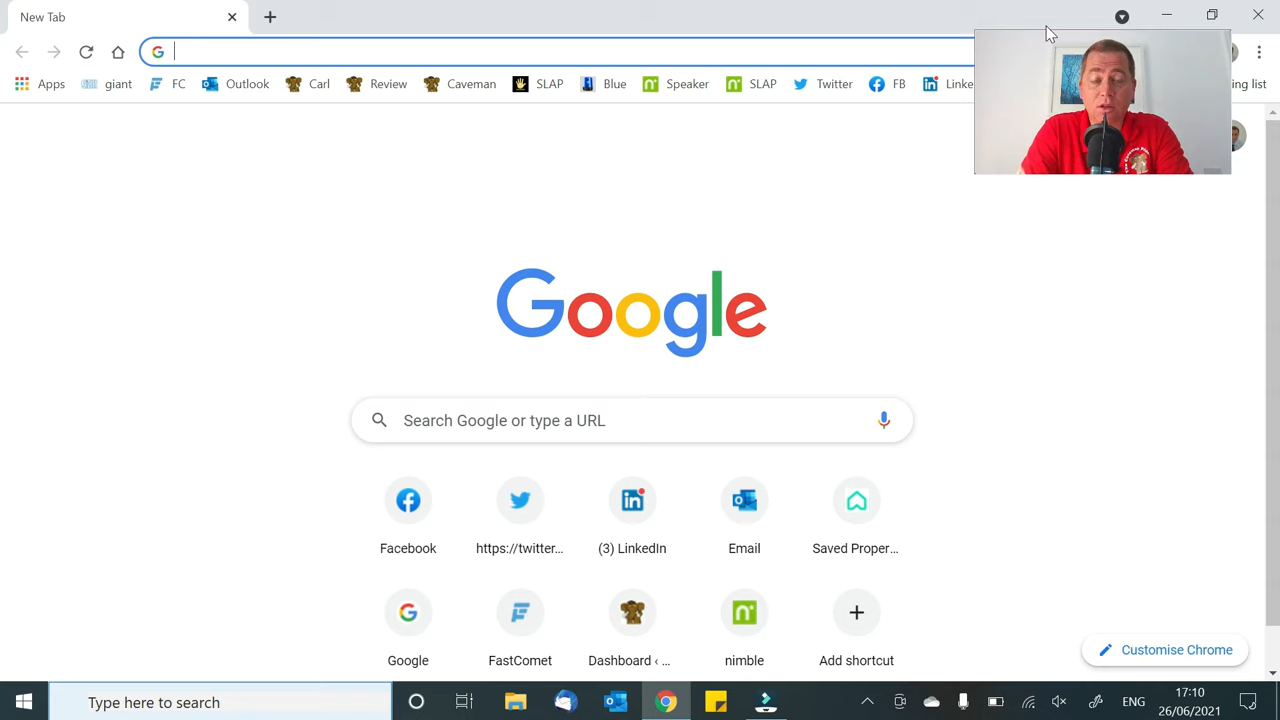 New Tab
Apps giant FC Outlook Carl Review Caveman SLAP Blue Speaker SLAP Twitter FB Linke ng list
Google
Search Google or type a URL
Facebook https://twitter... (3) LinkedIn Email Saved Proper...
Google FastComet Dashboard ‹ ... nimble Add shortcut
Customise Chrome
Type here to search
ENG
17:10
26/06/2021